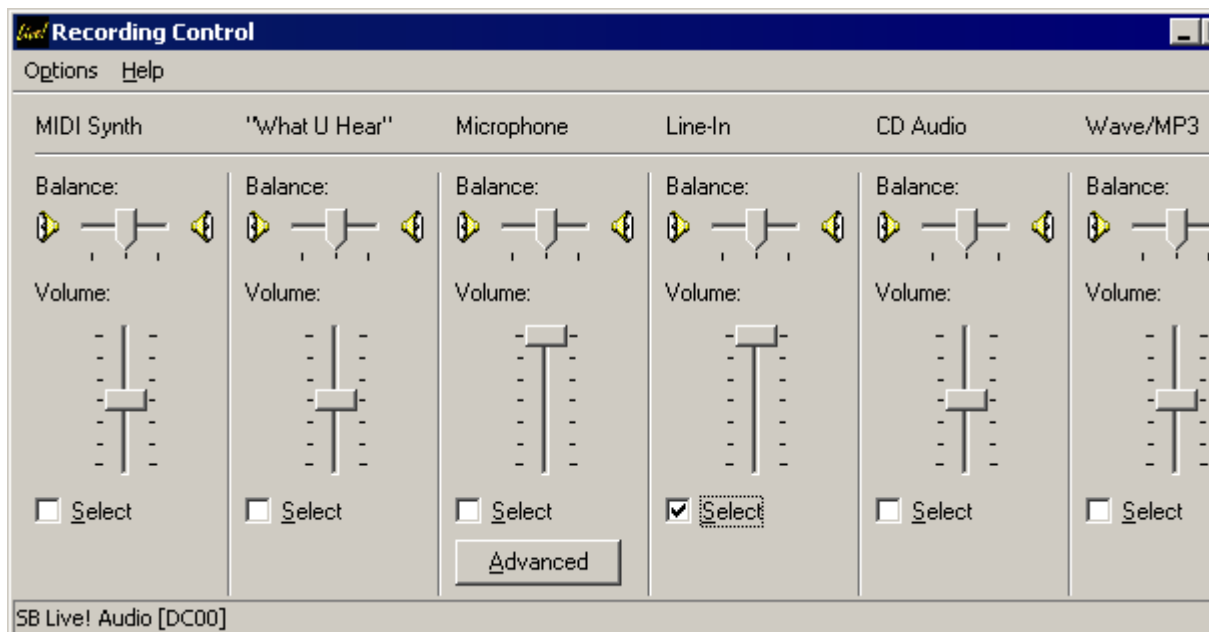 Live! Recording Control
Options Help
MIDI Synth "What U Hear" Microphone Line-In CD Audio Wave/MP3
Balance: Balance: Balance: Balance: Balance: Balance:
Volume: Volume: Volume: Volume: Volume: Volume:
Select Select Select Select Select Select
Advanced
SB Live! Audio [DC00]